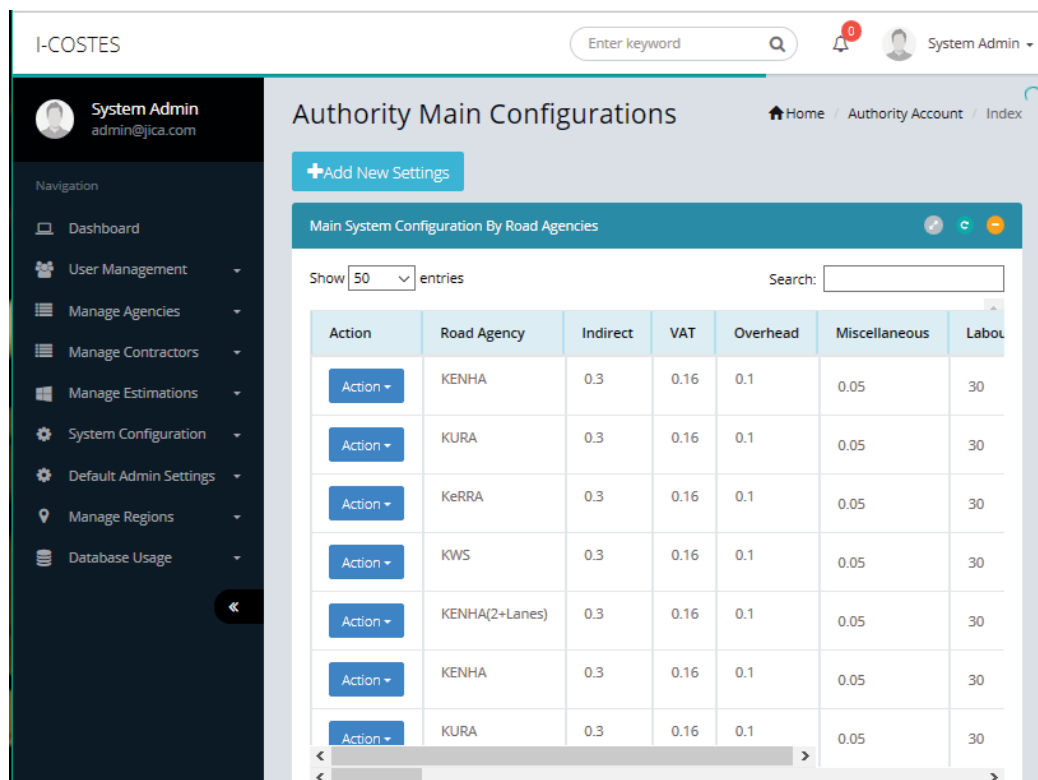 I-COSTES
Enter keyword
0
System Admin
System Admin
admin@jica.com
Navigation
Dashboard
User Management
Manage Agencies
Manage Contractors
Manage Estimations
System Configuration
Default Admin Settings
Manage Regions
Database Usage
Authority Main Configurations
Home / Authority Account / Index
Add New Settings
Main System Configuration By Road Agencies
Show 50 entries Search:
Action Road Agency Indirect VAT Overhead Miscellaneous Labou
Action KENHA 0.3 0.16 0.1 0.05 30
Action KURA 0.3 0.16 0.1 0.05 30
Action KeRRA 0.3 0.16 0.1 0.05 30
Action KWS 0.3 0.16 0.1 0.05 30
Action KENHA(2+Lanes) 0.3 0.16 0.1 0.05 30
Action KENHA 0.3 0.16 0.1 0.05 30
Action KURA 0.3 0.16 0.1 0.05 30